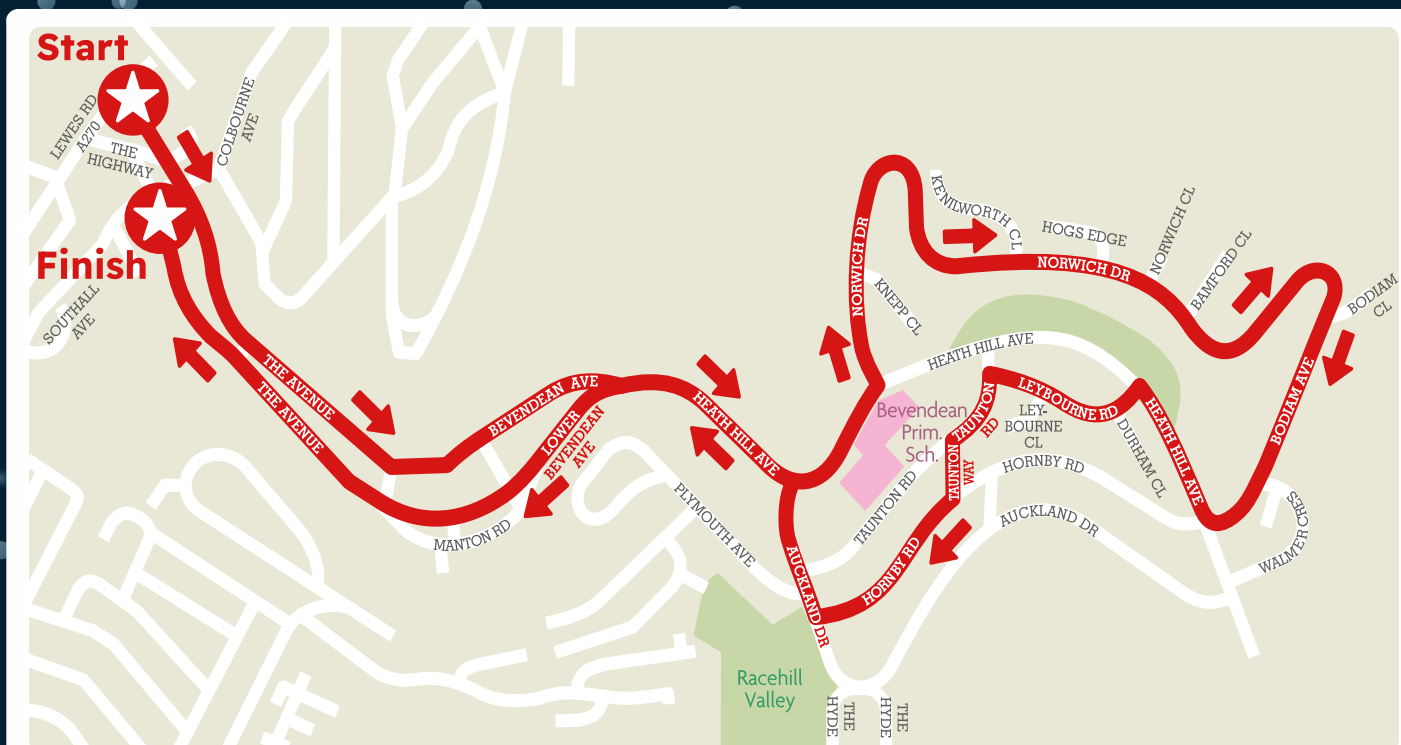 Start
LEWES RD
A270
THE
HIGHWAY
COLBOURNE
AVE
Finish
SOUTHALL
AVE
THE AVENUE
THE AVENUE
BEVENDEAN AVE
LOWER
BEVENDEAN
AVE
MANTON RD
HEATH HILL AVE
PLYMOUTH AVE
NORWICH DR
KNEPP CL
KENILWORTH CL
HOGS EDGE
NORWICH DR
NORWICH CL
BAMFORD CL
BODIAM
CL
BODIAM AVE
HEATH HILL AVE
Bevendean
Prim.
Sch.
TAUNTON
RD
LEYBOURNE RD
LEY-
BOURNE
CL
DURHAM CL
HEATH HILL AVE
TAUNTON
WAY
HORNBY RD
TAUNTON RD
AUCKLAND DR
WALMER CRES
HORNBY RD
AUCKLAND DR
Racehill
Valley
THE
HYDE
THE
HYDE